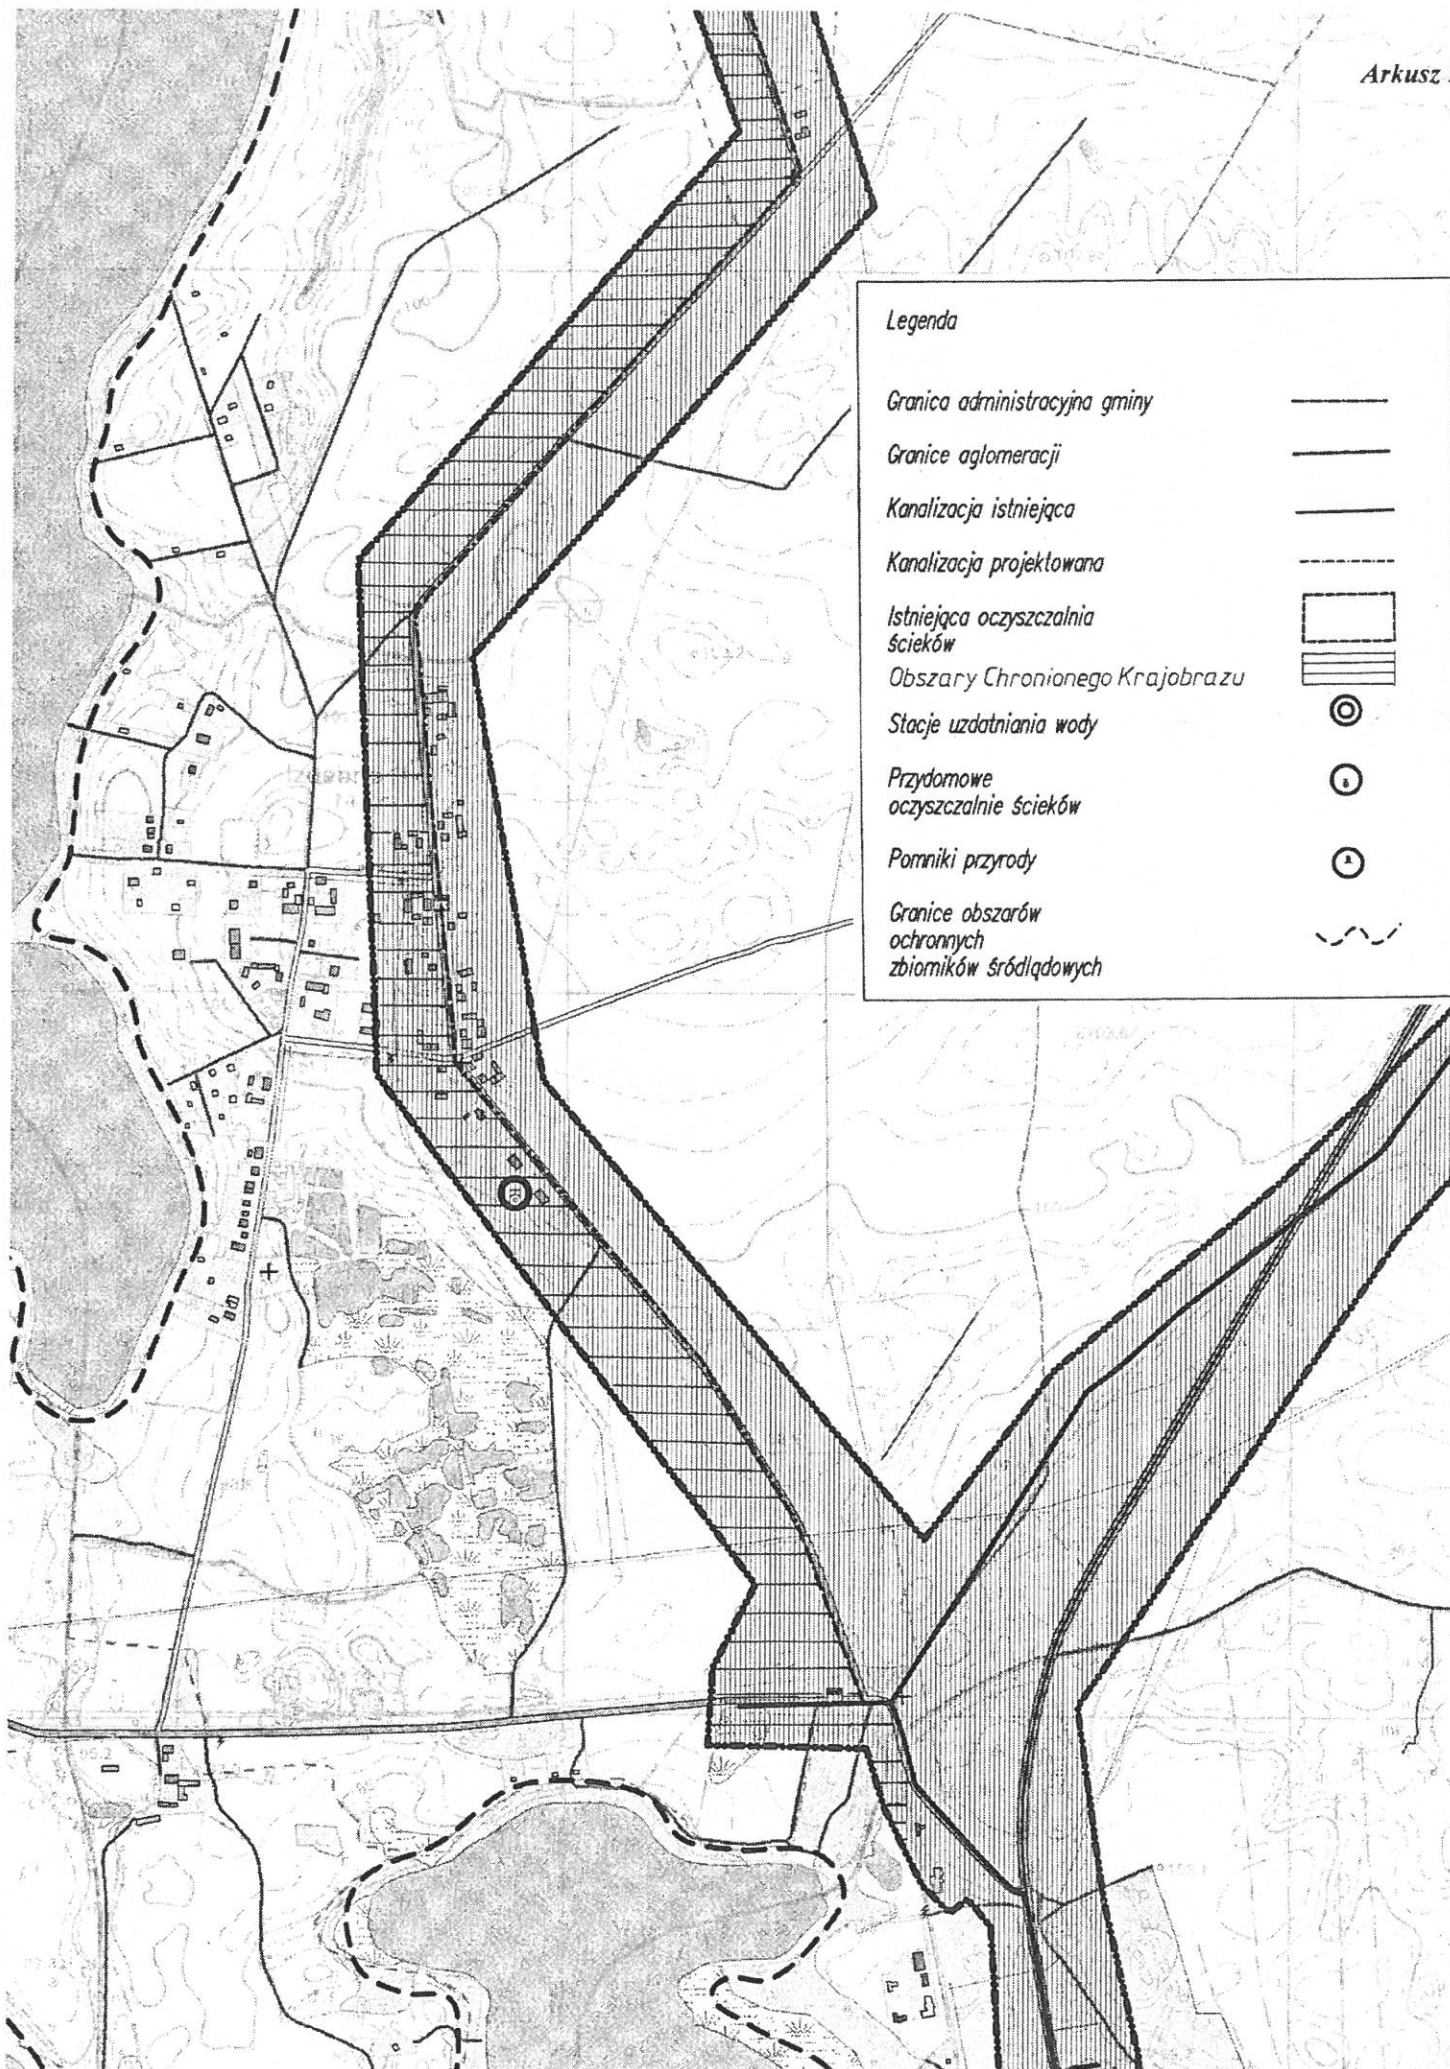 Arkusz
Legenda
Granica administracyjna gminy
Granice aglomeracji
Kanalizacja istniejąca
Kanalizacja projektowana
Istniejąca oczyszczalnia
ścieków
Obszary Chronionego Krajobrazu
Stacje uzdatniania wody
Przydomowe
oczyszczalnie ścieków
Pomniki przyrody
Granice obszarów
ochronnych
zbiorników śródlądowych